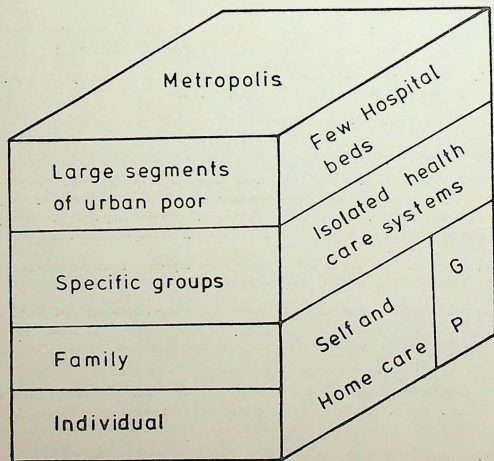 Metropolis
Large segments
of urban poor
Specific groups
Family
Individual
Few Hospital
beds
Isolated health
care systems
Self and
Home care
G
P